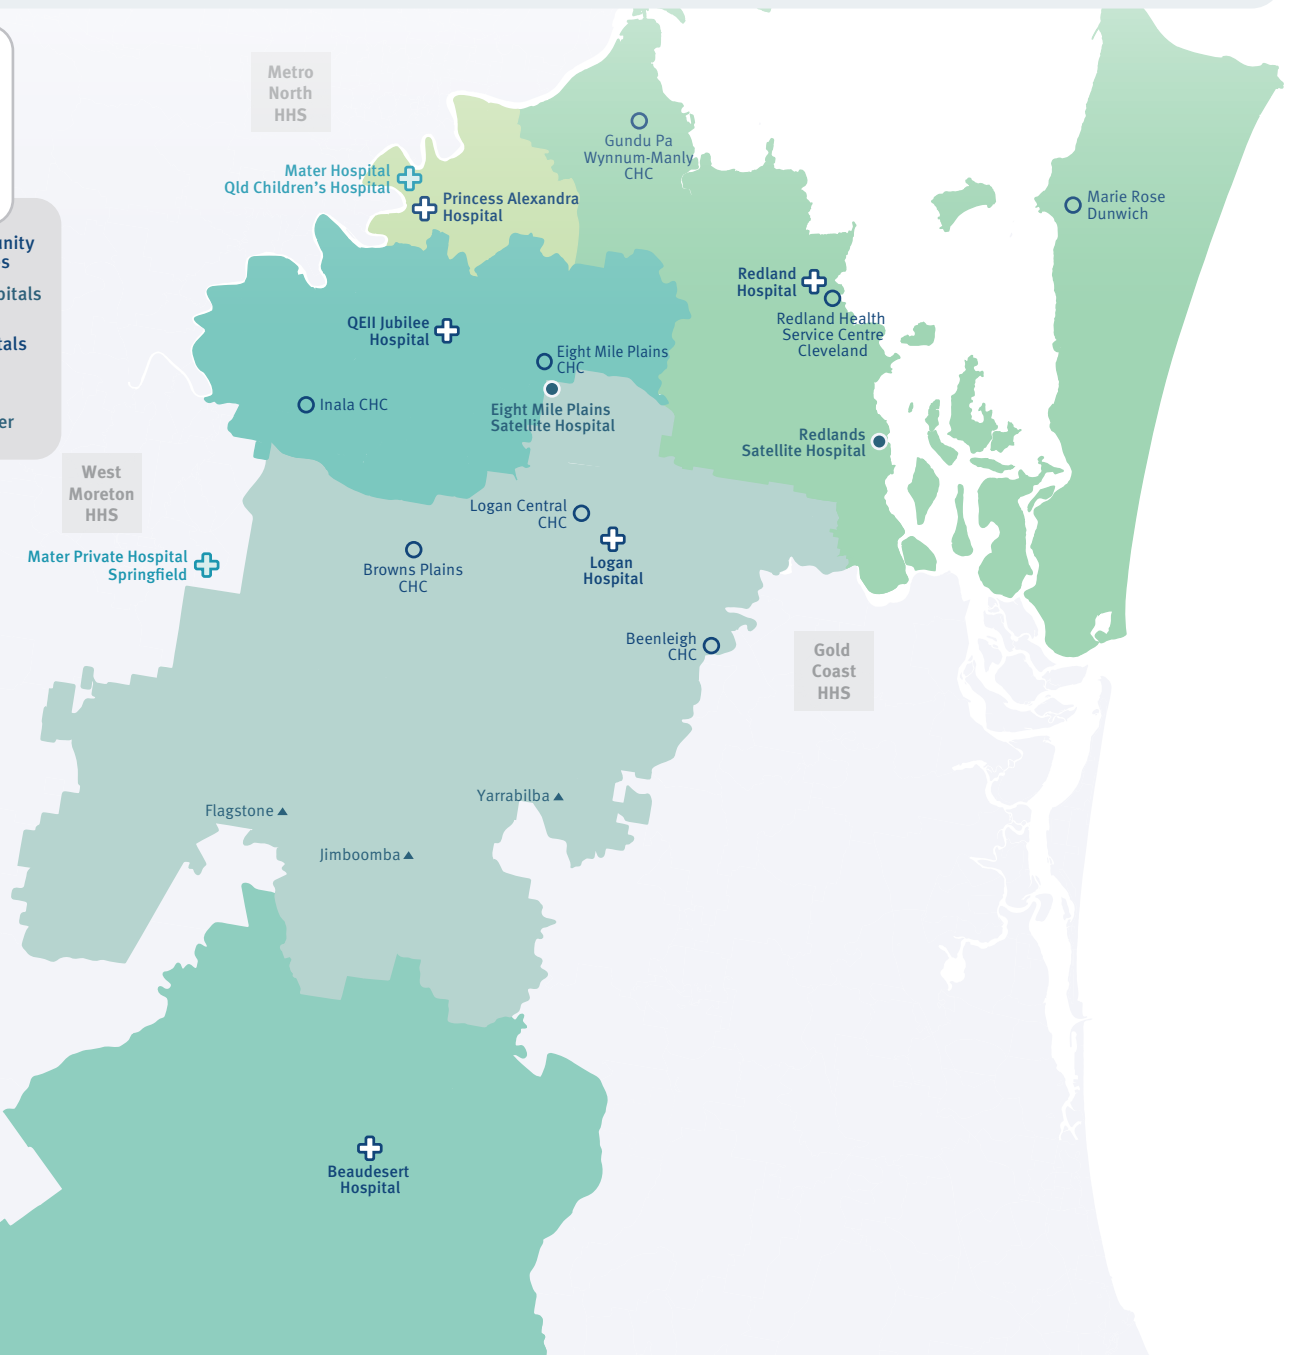 Metro
North
HHS
Gundu Pa
Wynnum-Manly
CHC
Mater Hospital
Qld Children's Hospital
Princess Alexandra
Hospital
Marie Rose
Dunwich
s
Redland
Hospital
Redland Health
Service Centre
Cleveland
QEII Jubilee
Hospital
Eight Mile Plains
CHC
Inala CHC
Eight Mile Plains
Satellite Hospital
Redlands
Satellite Hospital
er
West
Moreton
HHS
Logan Central
CHC
Logan
Hospital
Mater Private Hospital
Springfield
Browns Plains
CHC
Beenleigh
CHC
Gold
Coast
HHS
Yarrabilba
Flagstone
Jimboomba
Beaudesert
Hospital